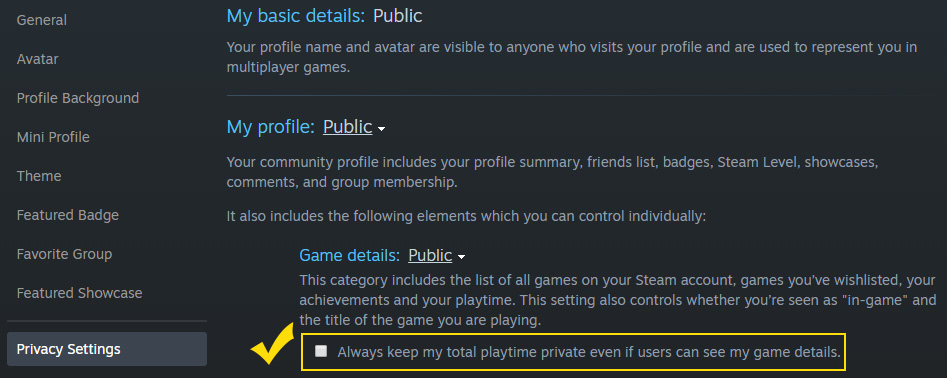 General
Avatar
Profile Background
Mini Profile
Theme
Featured Badge
Favorite Group
Featured Showcase
Privacy Settings
My basic details: Public
Your profile name and avatar are visible to anyone who visits your profile and are used to represent you in
multiplayer games.
My profile: Public
Your community profile includes your profile summary, friends list, badges, Steam Level, showcases,
comments, and group membership.
It also includes the following elements which you can control individually:
Game details: Public
This category includes the list of all games on your Steam account, games you've wishlisted, your
achievements and your playtime. This setting also controls whether you're seen as "in-game" and
the title of the game you are playing.
Always keep my total playtime private even if users can see my game details.